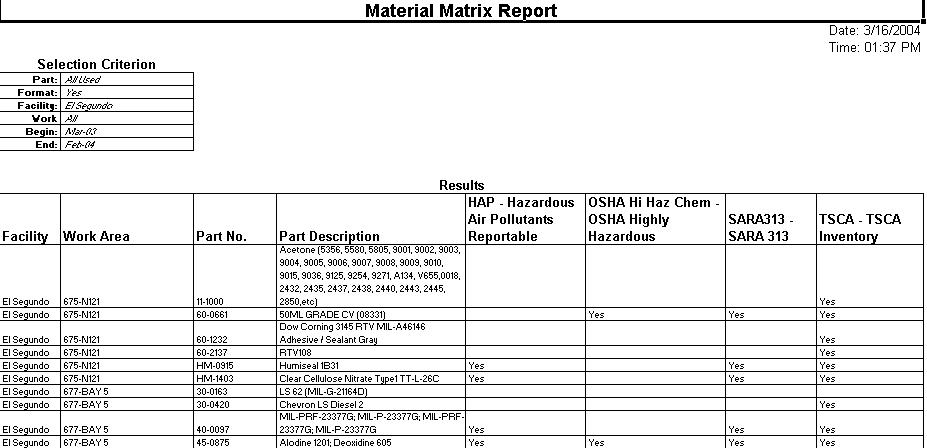 Material Matrix Report
Date: 3/16/2004
Time: 01:37 PM
Selection Criterion
Part: All Used
Format: Yes
Facility: El Segundo
Work All
Begin: Mar-03
End: Feb-04
Results
Facility Work Area Part No. Part Description HAP - Hazardous Air Pollutants Reportable OSHA Hi Haz Chem - OSHA Highly Hazardous SARA313 - SARA 313 TSCA - TSCA Inventory
Acetone (5356, 5580, 5805, 9001, 9002, 9003,
9004, 9005, 9006, 9007, 9008, 9009, 9010,
9015, 9036, 9125, 9254, 9271, A134, V655,0018,
2432, 2435, 2437, 2438, 2440, 2443, 2445,
El Segundo 675-N121 11-1000 2850,etc) Yes
El Segundo 675-N121 60-0661 50ML GRADE CV (08331) Yes Yes Yes
Dow Corning 3145 RTV MIL-A46146
El Segundo 675-N121 60-1232 Adhesive / Sealant Gray Yes
El Segundo 675-N121 60-2137 RTV108 Yes
El Segundo 675-N121 HM-0915 Humiseal 1B31 Yes Yes Yes
El Segundo 675-N121 HM-1403 Clear Cellulose Nitrate Type1 TT-L-26C Yes Yes Yes
El Segundo 677-BAY 5 30-0163 LS 62 (MIL-G-21164D)
El Segundo 677-BAY 5 30-0420 Chevron LS Diesel 2 Yes
MIL-PRF-23377G; MIL-P-23377G; MIL-PRF-
El Segundo 677-BAY 5 40-0097 23377G; MIL-P-23377G Yes Yes Yes
El Segundo 677-BAY 5 45-0875 Alodine 1201; Deoxidine 605 Yes Yes Yes Yes